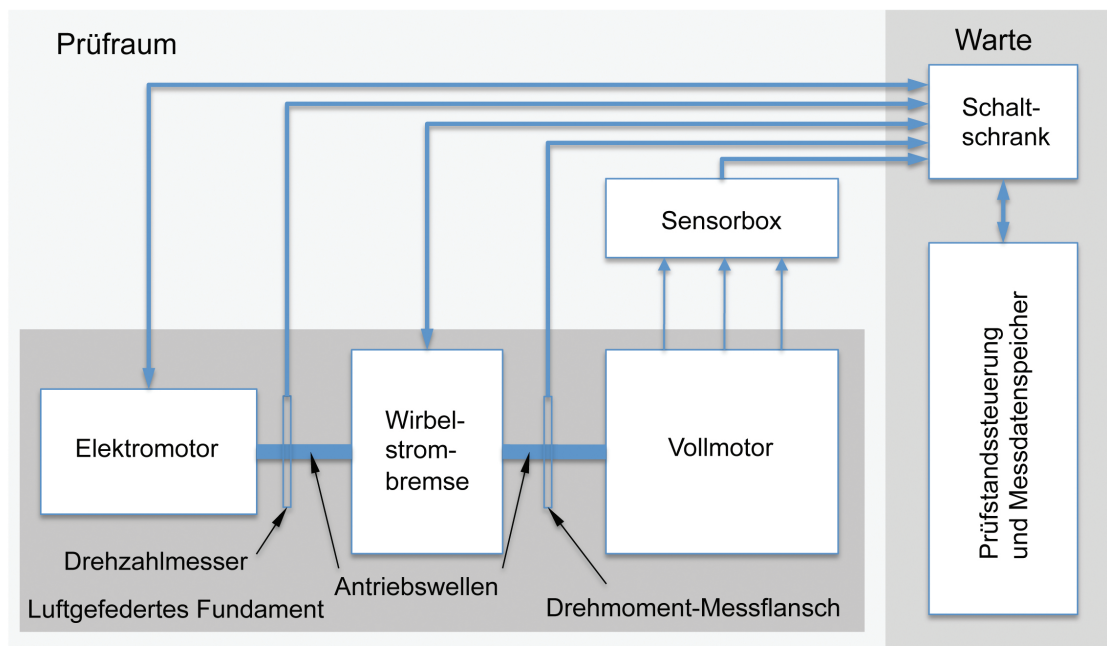 Prüfraum
Warte
Schalt-
schrank
Sensorbox
Elektromotor
Wirbel-
strom-
bremse
Vollmotor
Prüfstandssteuerung
und Messdatenspeicher
Drehzahlmesser
Antriebswellen
Luftgefedertes Fundament
Drehmoment-Messflansch